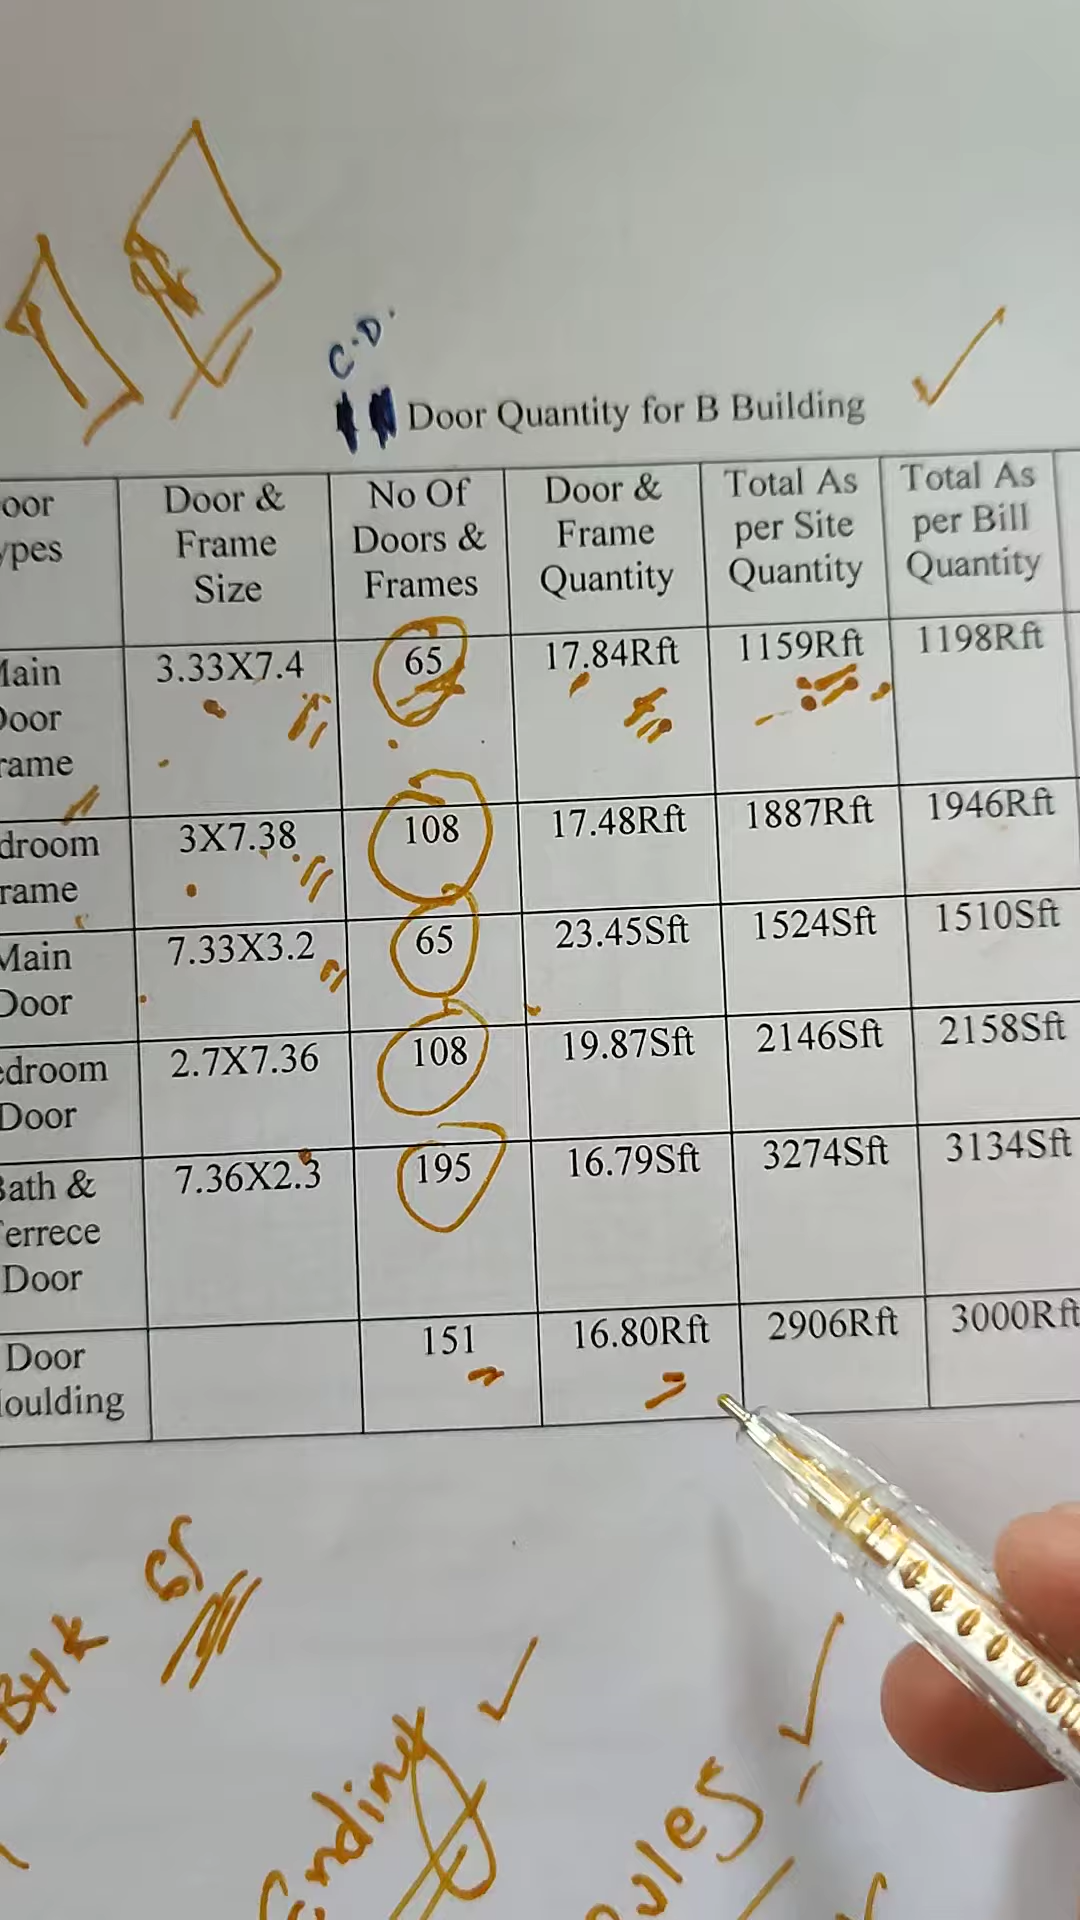 C.D.
Door Quantity for B Building
oor ypes Door & Frame Size No Of Doors & Frames Door & Frame Quantity Total As per Site Quantity Total As per Bill Quantity
Main Door rame 3.33X7.4 65 17.84Rft 1159Rft 1198Rft
droom rame 3X7.38 108 17.48Rft 1887Rft 1946Rft
Main Door 7.33X3.2 65 23.45Sft 1524Sft 1510Sft
edroom Door 2.7X7.36 108 19.87Sft 2146Sft 2158Sft
Bath & Terrece Door 7.36X2.3 195 16.79Sft 3274Sft 3134Sft
Door oulding 151 16.80Rft 2906Rft 3000Rft
BHK